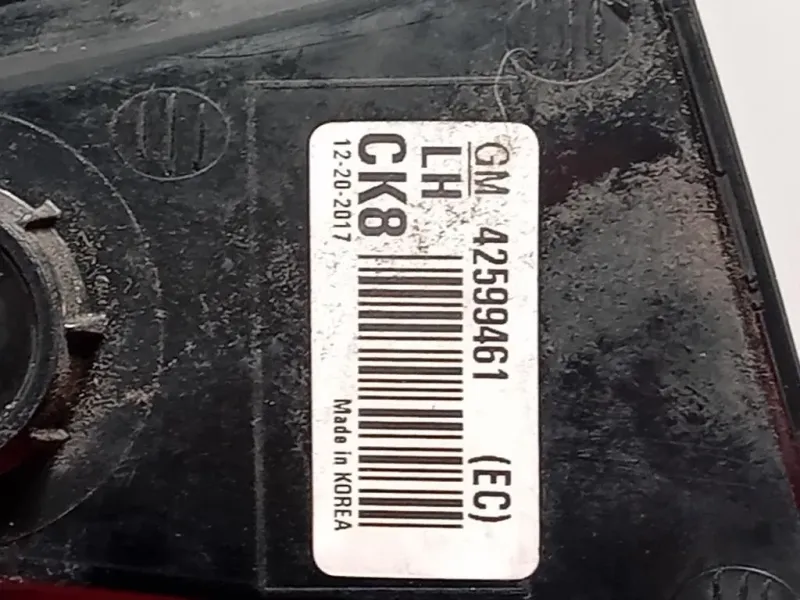 GM 42599461 (EC)
LH
CK8
12-20-2017 Made in KOREA